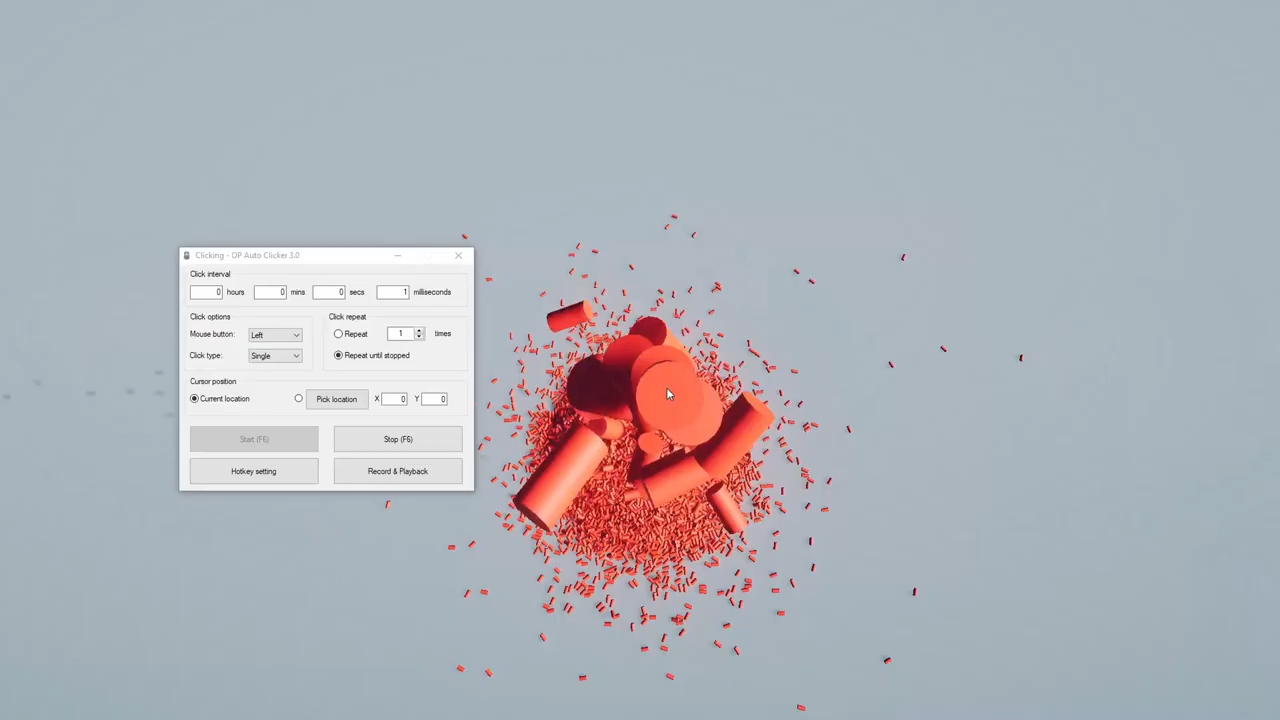 Clicking - OP Auto Clicker 3.0
Click interval
0 hours 0 mins 0 secs 1 milliseconds
Click options
Mouse button: Left
Click type: Single
Click repeat
Repeat 1 times
Repeat until stopped
Cursor position
Current location Pick location X 0 Y 0
Start (F6) Stop (F6)
Hotkey setting Record & Playback